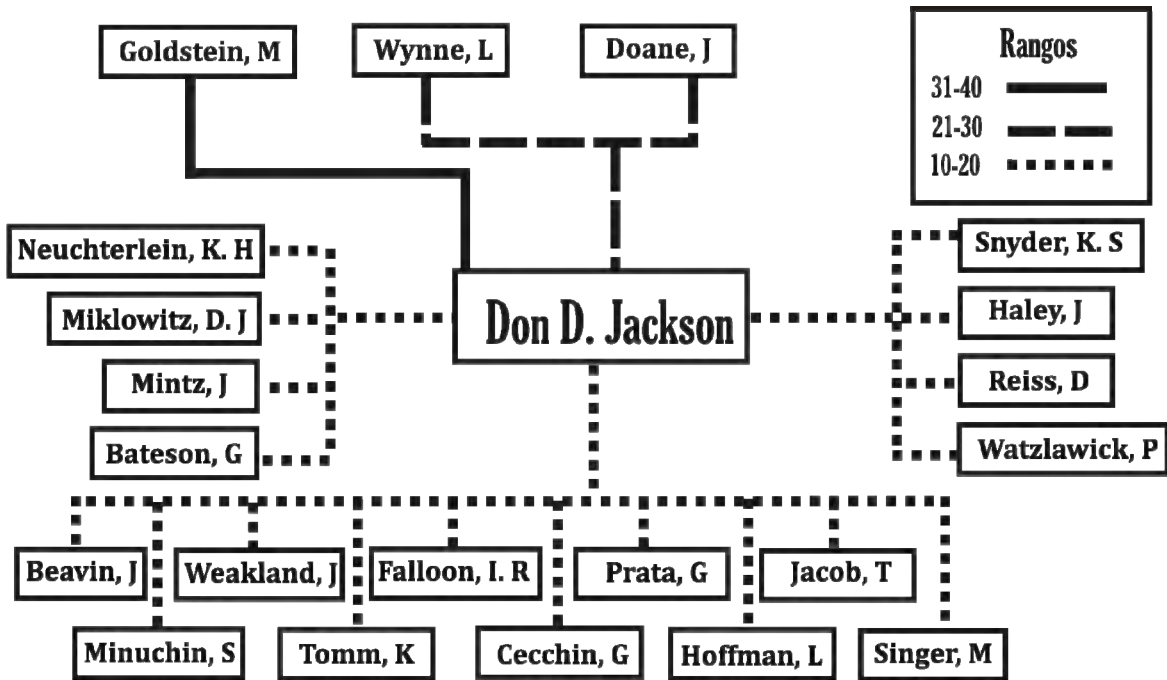 Goldstein, M
Wynne, L
Doane, J
Rangos
31-40
21-30
10-20
Neuchterlein, K. H
Miklowitz, D. J
Mintz, J
Bateson, G
Don D. Jackson
Snyder, K. S
Haley, J
Reiss, D
Watzlawick, P
Beavin, J
Weakland, J
Falloon, I. R
Prata, G
Jacob, T
Minuchin, S
Tomm, K
Cecchin, G
Hoffman, L
Singer, M